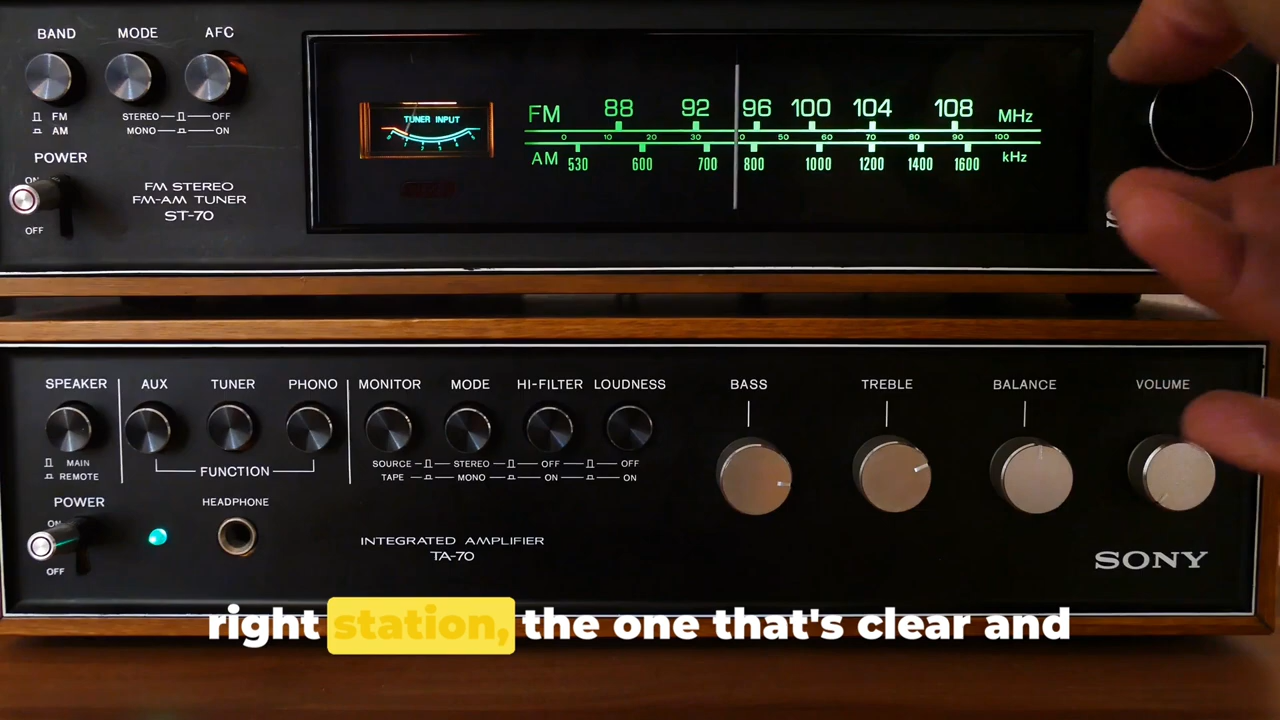 BAND MODE AFC
FM STEREO OFF
AM MONO ON
POWER
ON
OFF
FM STEREO
FM-AM TUNER
ST-70
TUNER INPUT
FM 88 92 96 100 104 108 MHz
0 10 20 30 0 50 60 70 80 90 100
AM 530 600 700 800 1000 1200 1400 1600 kHz
S
SPEAKER AUX TUNER PHONO MONITOR MODE HI-FILTER LOUDNESS BASS TREBLE BALANCE VOLUME
MAIN
REMOTE
FUNCTION
SOURCE STEREO OFF OFF
TAPE MONO ON ON
POWER
ON
OFF
HEADPHONE
INTEGRATED AMPLIFIER
TA-70
SONY
right station, the one that's clear and